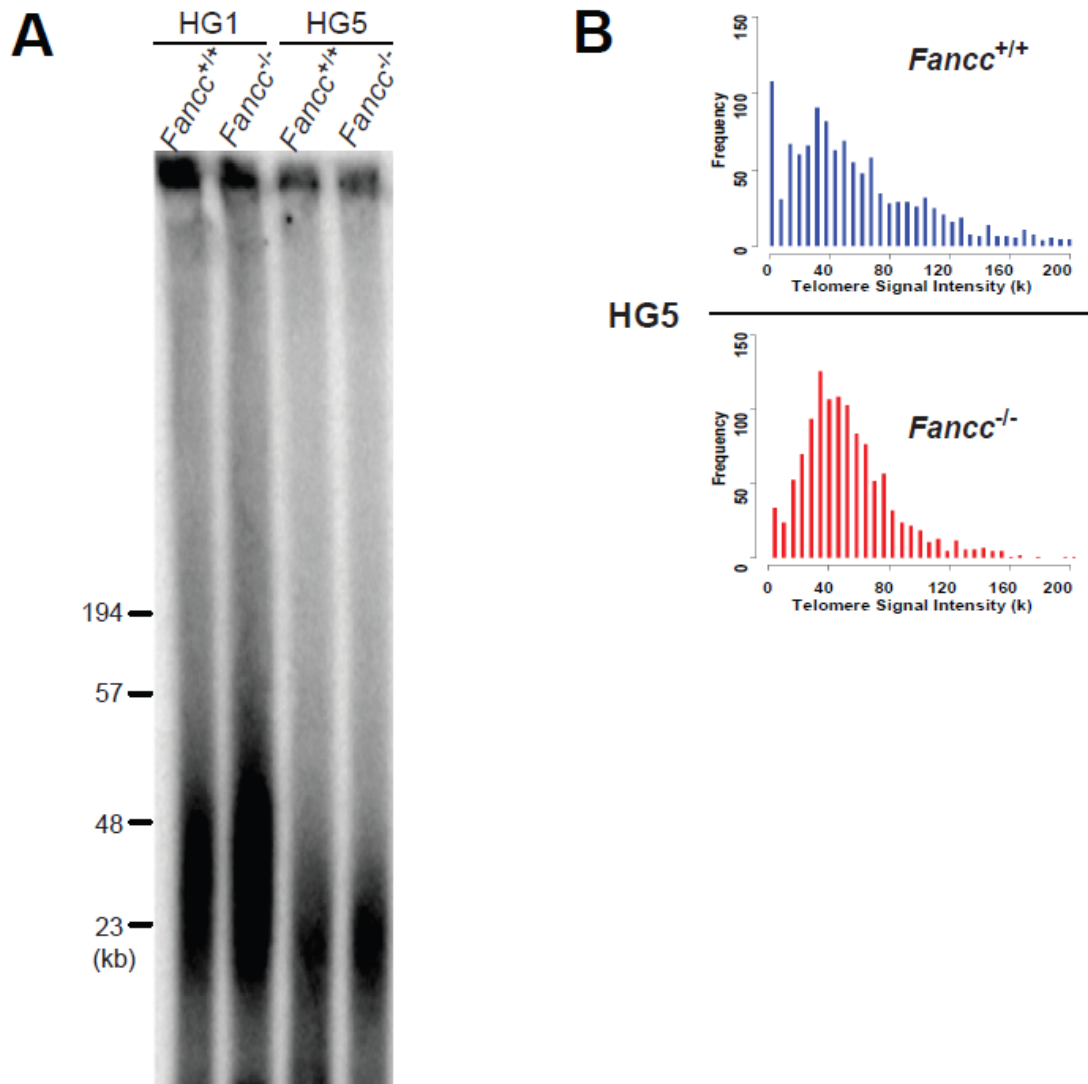 A
HG1 HG5
Fancc+/+ Fancc-/- Fancc+/+ Fancc-/-
194
57
48
23
(kb)
B
Fancc+/+
150
100
50
0
Frequency
0 40 80 120 160 200
Telomere Signal Intensity (k)
HG5
Fancc-/-
150
100
50
0
Frequency
0 40 80 120 160 200
Telomere Signal Intensity (k)